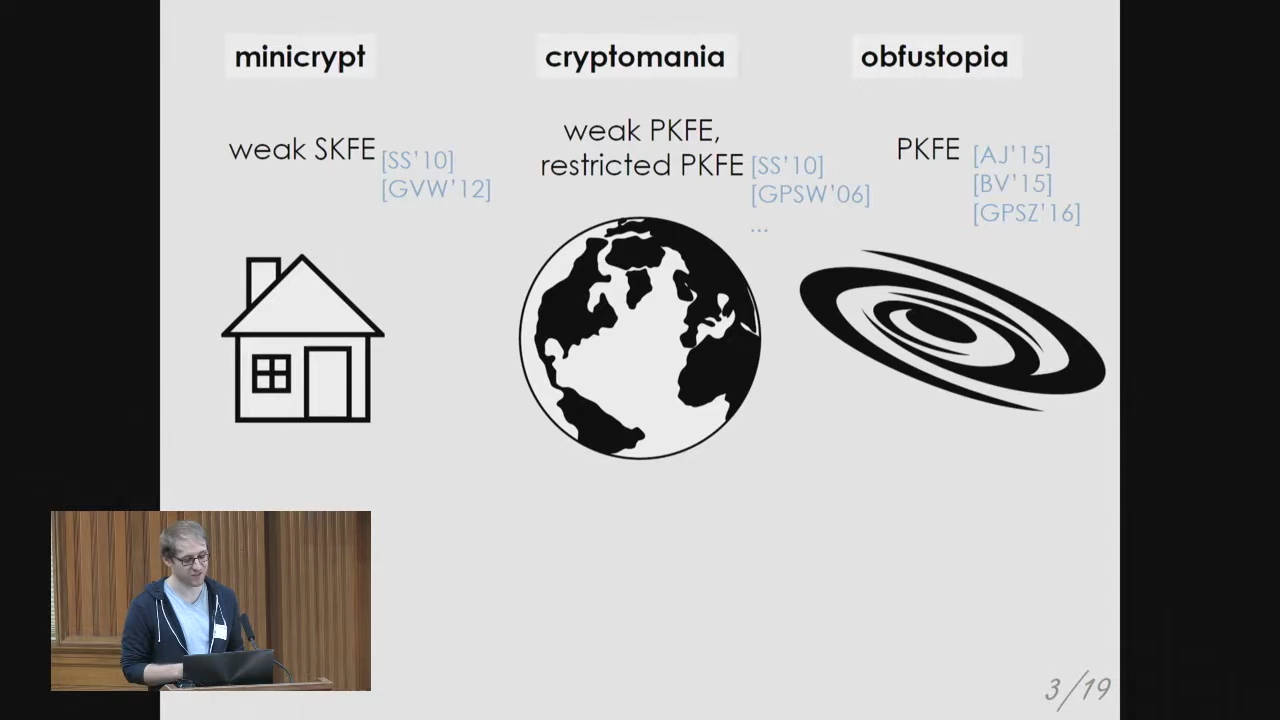 minicrypt
cryptomania
obfustopia
weak SKFE [SS'10]
[GVW'12]
weak PKFE,
restricted PKFE [SS'10]
[GPSW'06]
...
PKFE [AJ'15]
[BV'15]
[GPSZ'16]
3/19